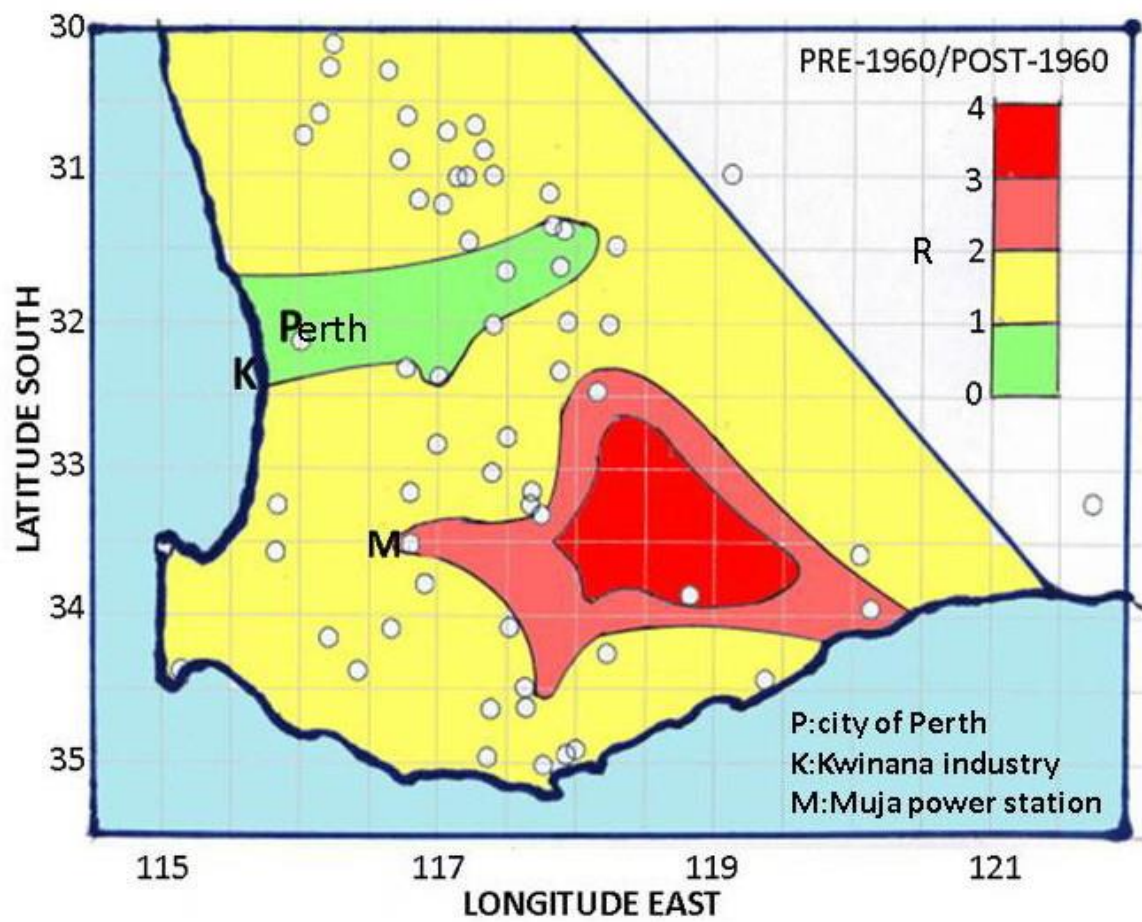 PRE-1960/POST-1960
30
31
32
33
34
35
LATITUDE SOUTH
4
3
2
1
0
R
Perth
K
M
P:city of Perth
K:Kwinana industry
M:Muja power station
115
117
119
121
LONGITUDE EAST